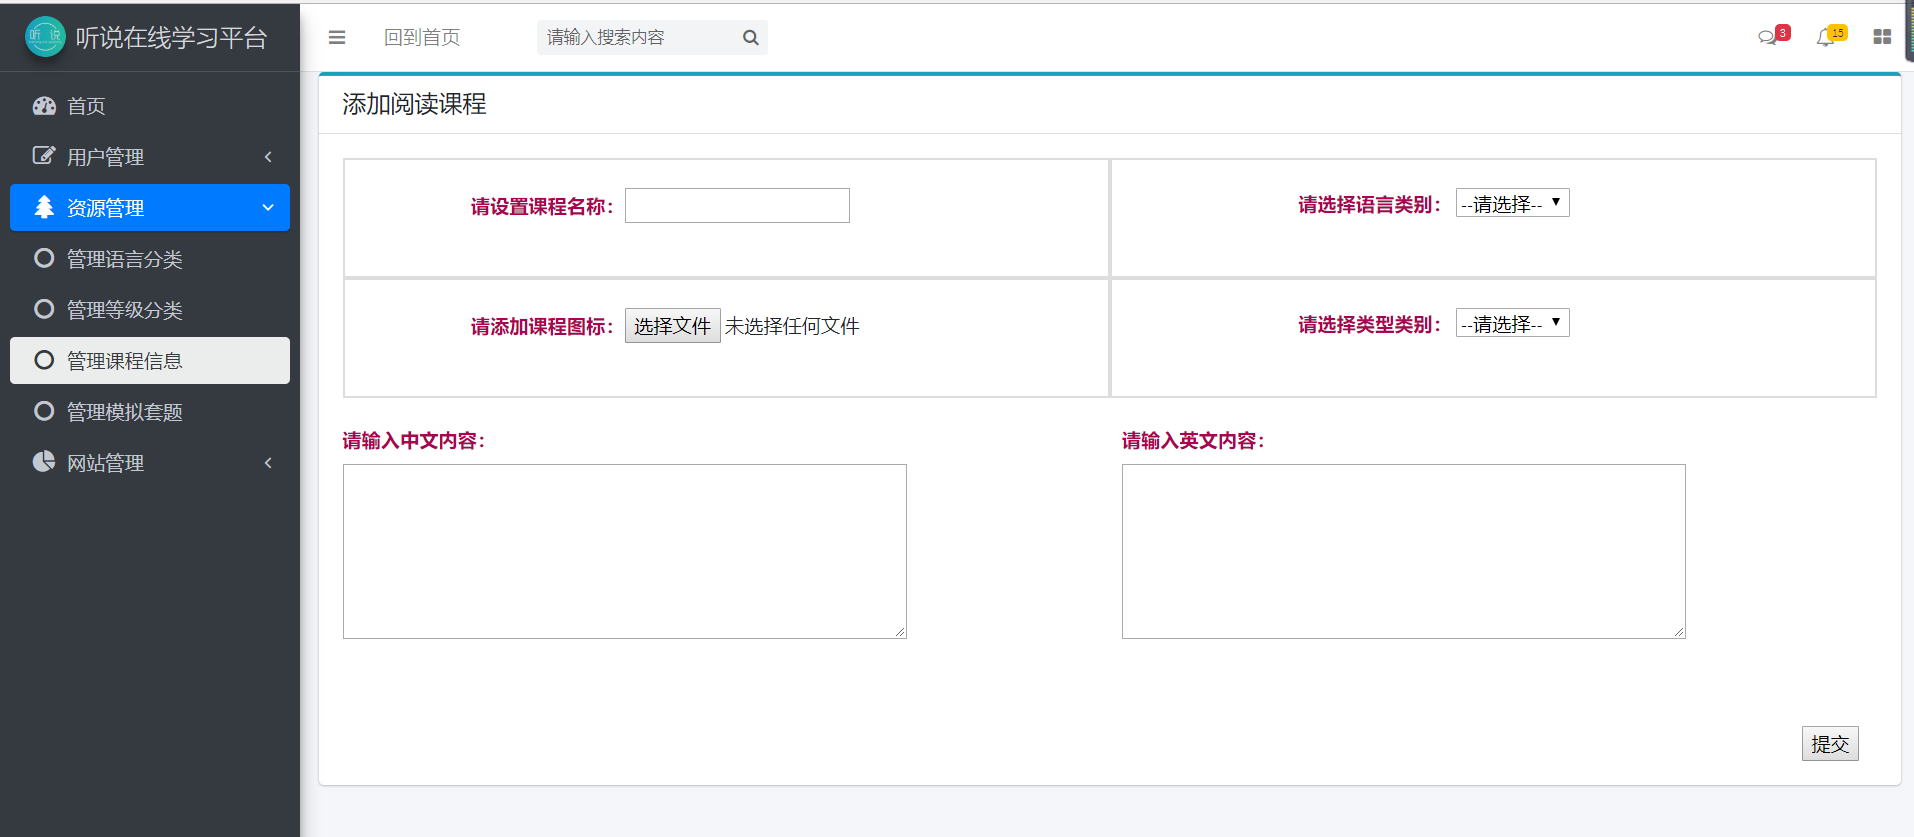 听说在线学习平台
回到首页
请输入搜索内容
3
15
首页
用户管理
资源管理
管理语言分类
管理等级分类
管理课程信息
管理模拟套题
网站管理
添加阅读课程
请设置课程名称：
请选择语言类别： --请选择--
请添加课程图标： 选择文件 未选择任何文件
请选择类型类别： --请选择--
请输入中文内容：
请输入英文内容：
提交